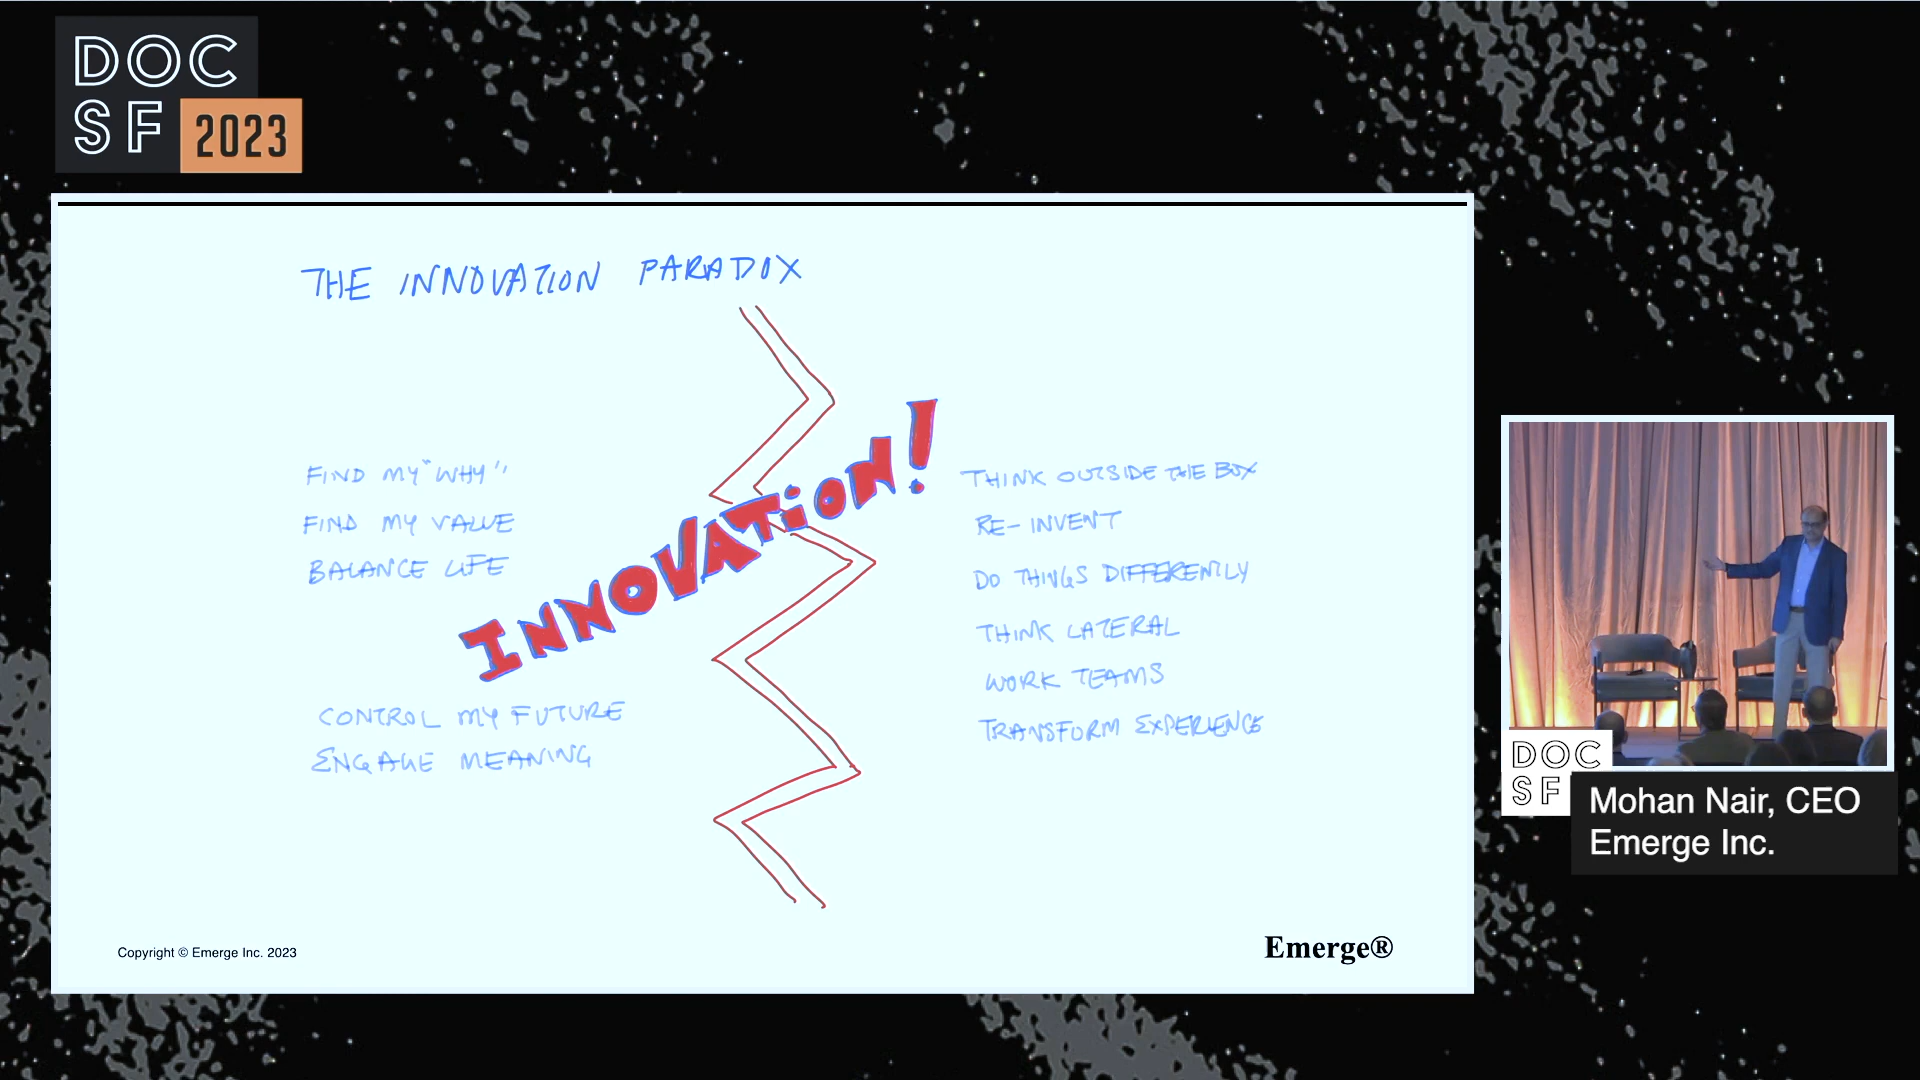 DOC
SF 2023
THE INNOVATION PARADOX
INNOVATION!
FIND MY "WHY"
FIND MY VALUE
BALANCE LIFE
CONTROL MY FUTURE
ENGAGE MEANING
THINK OUTSIDE THE BOX
RE-INVENT
DO THINGS DIFFERENTLY
THINK LATERAL
WORK TEAMS
TRANSFORM EXPERIENCE
Copyright © Emerge Inc. 2023
Emerge®
DOC
SF
Mohan Nair, CEO
Emerge Inc.